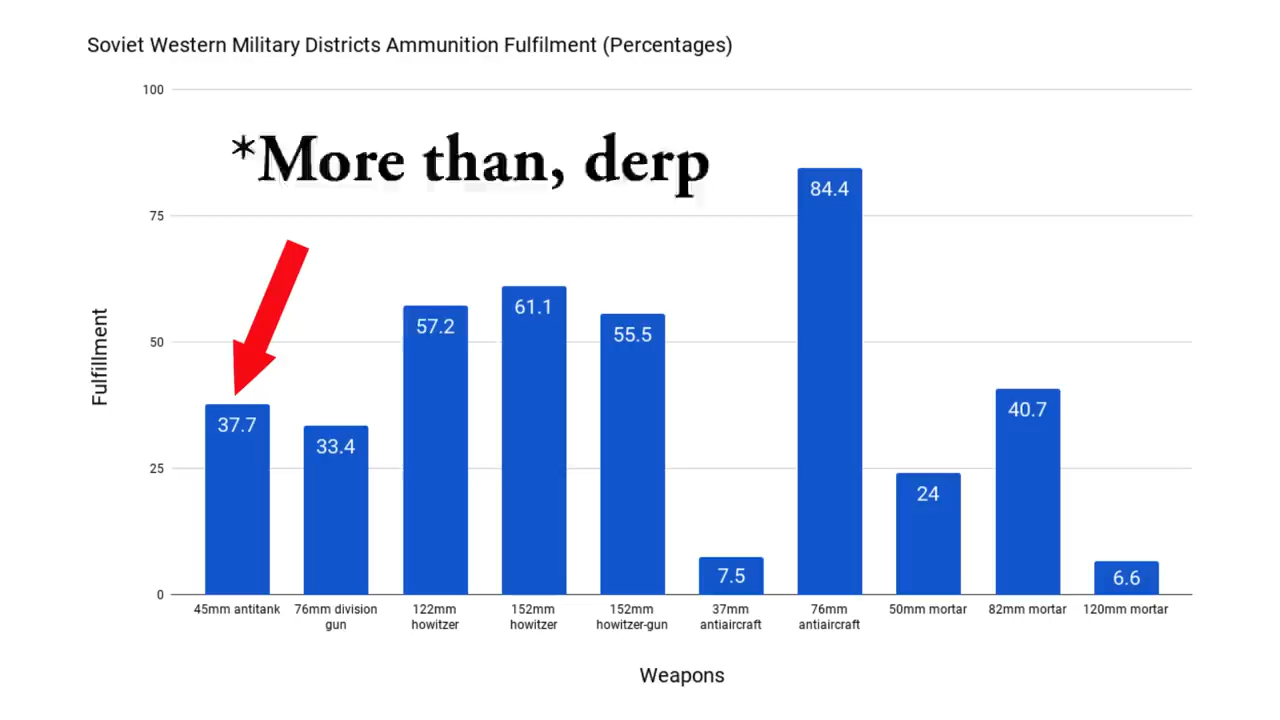 Soviet Western Military Districts Ammunition Fulfilment (Percentages)
100
*More than, derp
75
50
25
0
Fulfillment
37.7
33.4
57.2
61.1
55.5
7.5
84.4
24
40.7
6.6
45mm antitank
76mm division
gun
122mm
howitzer
152mm
howitzer
152mm
howitzer-gun
37mm
antiaircraft
76mm
antiaircraft
50mm mortar
82mm mortar
120mm mortar
Weapons